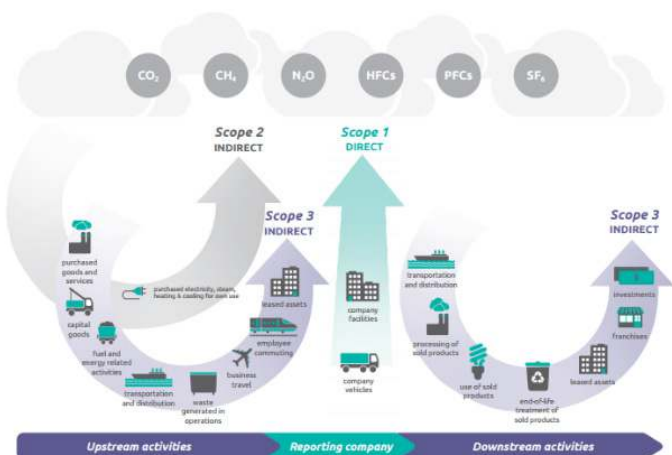 CO₂ CH₄ N₂O HFCs PFCs SF₆
Scope 2
INDIRECT
Scope 1
DIRECT
Scope 3
INDIRECT
Scope 3
INDIRECT
purchased
goods and
services
capital
goods
fuel and
energy related
activities
transportation
and distribution
waste
generated in
operations
business
travel
employee
commuting
leased assets
purchased electricity, steam,
heating & cooling for own use
company
facilities
company
vehicles
transportation
and distribution
processing of
sold products
use of sold
products
end-of-life
treatment of
sold products
leased assets
franchises
investments
Upstream activities
Reporting company
Downstream activities